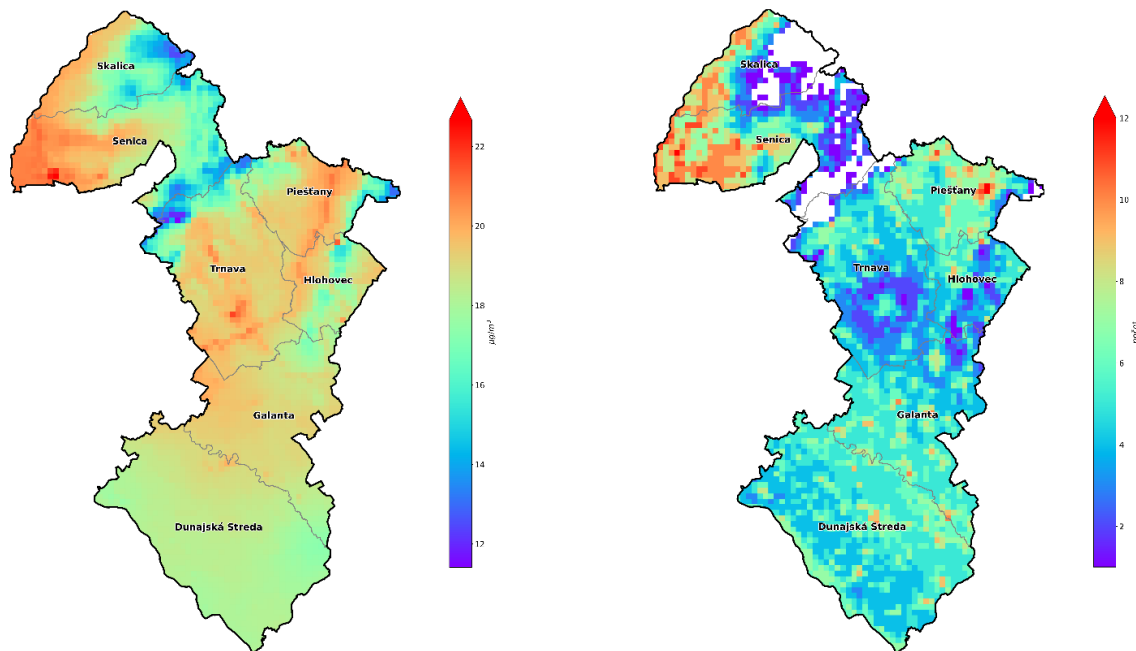 Skalica
Senica
Piešťany
Trnava
Hlohovec
Galanta
Dunajská Streda
22
20
18
16
14
12
µg/m³
Skalica
Senica
Piešťany
Trnava
Hlohovec
Galanta
Dunajská Streda
12
10
8
6
4
2